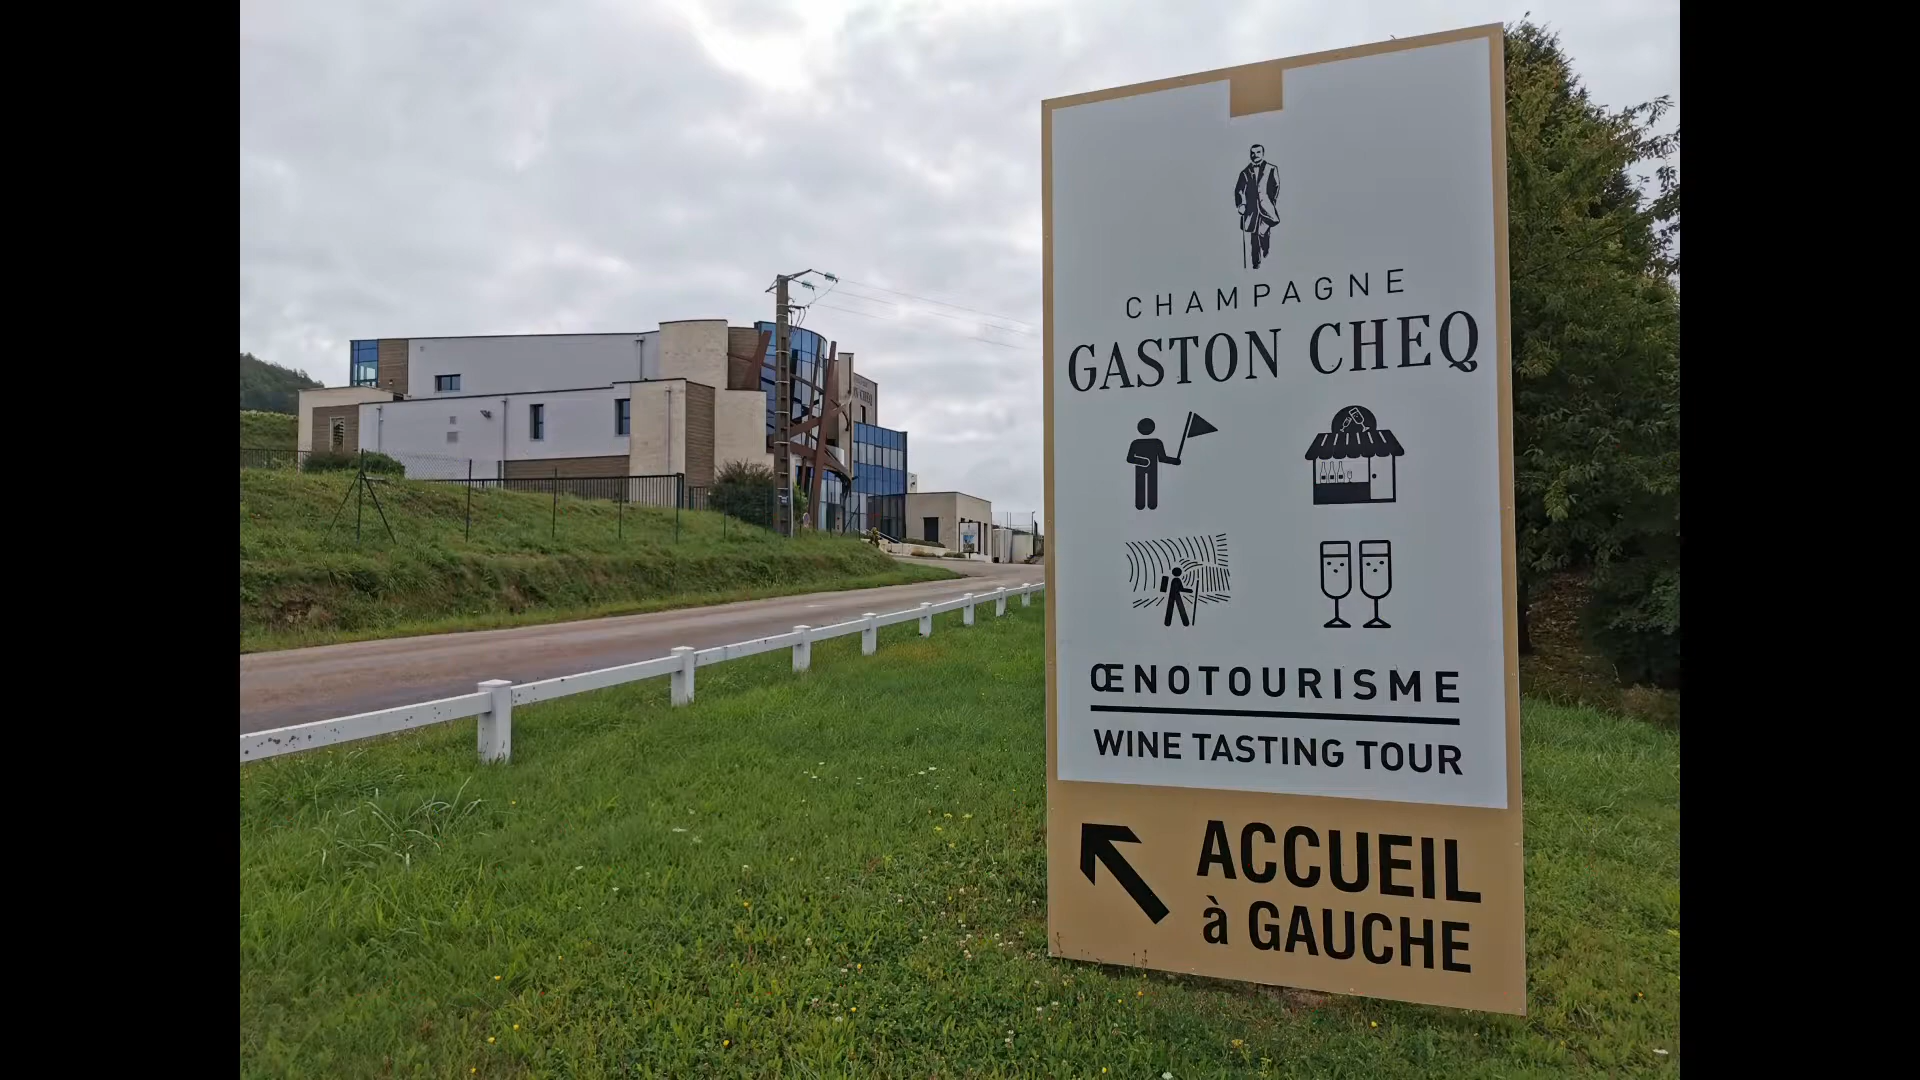 CHAMPAGNE
GASTON CHEQ
ŒNOTOURISME
WINE TASTING TOUR
ACCUEIL
à GAUCHE